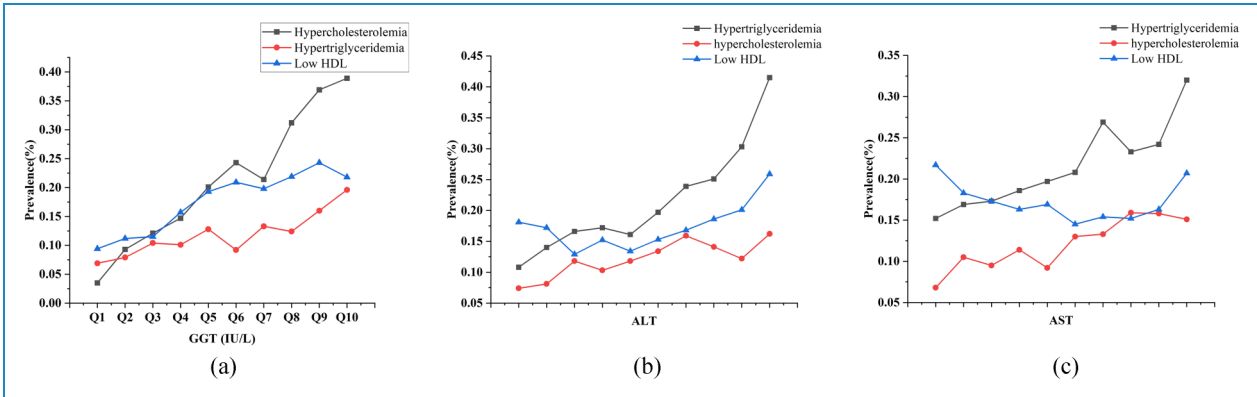 Hypercholesterolemia
Hypertriglyceridemia
Low HDL
0.40
0.35
0.30
0.25
0.20
0.15
0.10
0.05
0.00
Prevalence(%)
Q1 Q2 Q3 Q4 Q5 Q6 Q7 Q8 Q9 Q10
GGT (IU/L)
(a)
Hypertriglyceridemia
hypercholesterolemia
Low HDL
0.45
0.40
0.35
0.30
0.25
0.20
0.15
0.10
0.05
Prevalence(%)
ALT
(b)
Hypertriglyceridemia
hypercholesterolemia
Low HDL
0.35
0.30
0.25
0.20
0.15
0.10
0.05
Prevalence(%)
AST
(c)